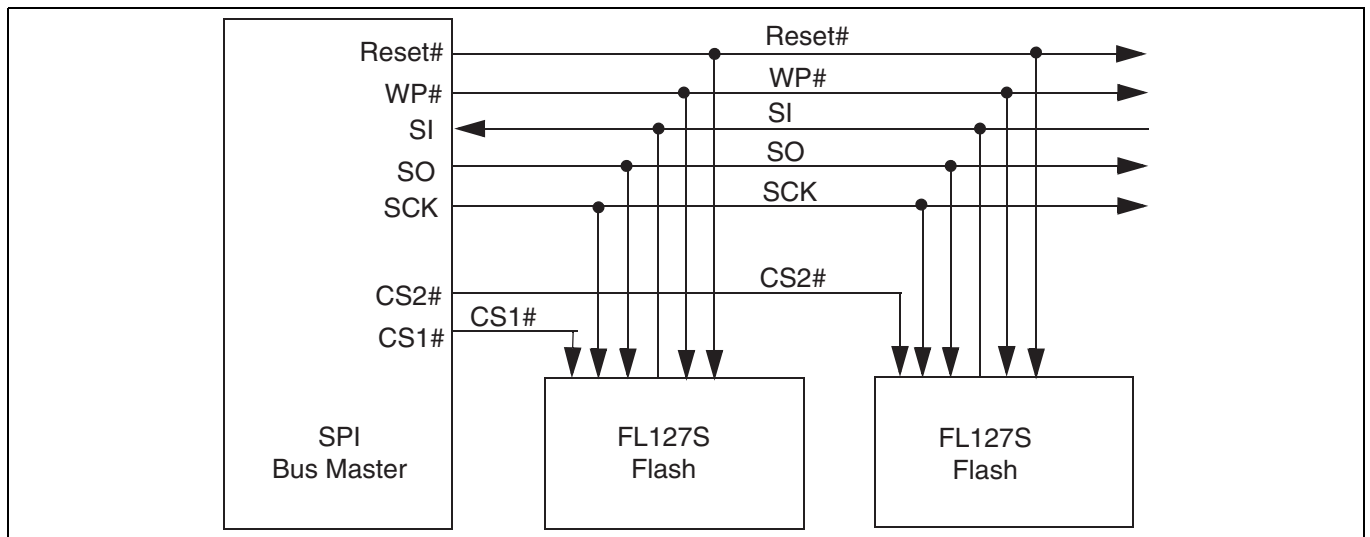 Reset#
Reset#
WP#
WP#
SI
SI
SO
SO
SCK
SCK
CS2#
CS2#
CS1#
CS1#
SPI
Bus Master
FL127S
Flash
FL127S
Flash